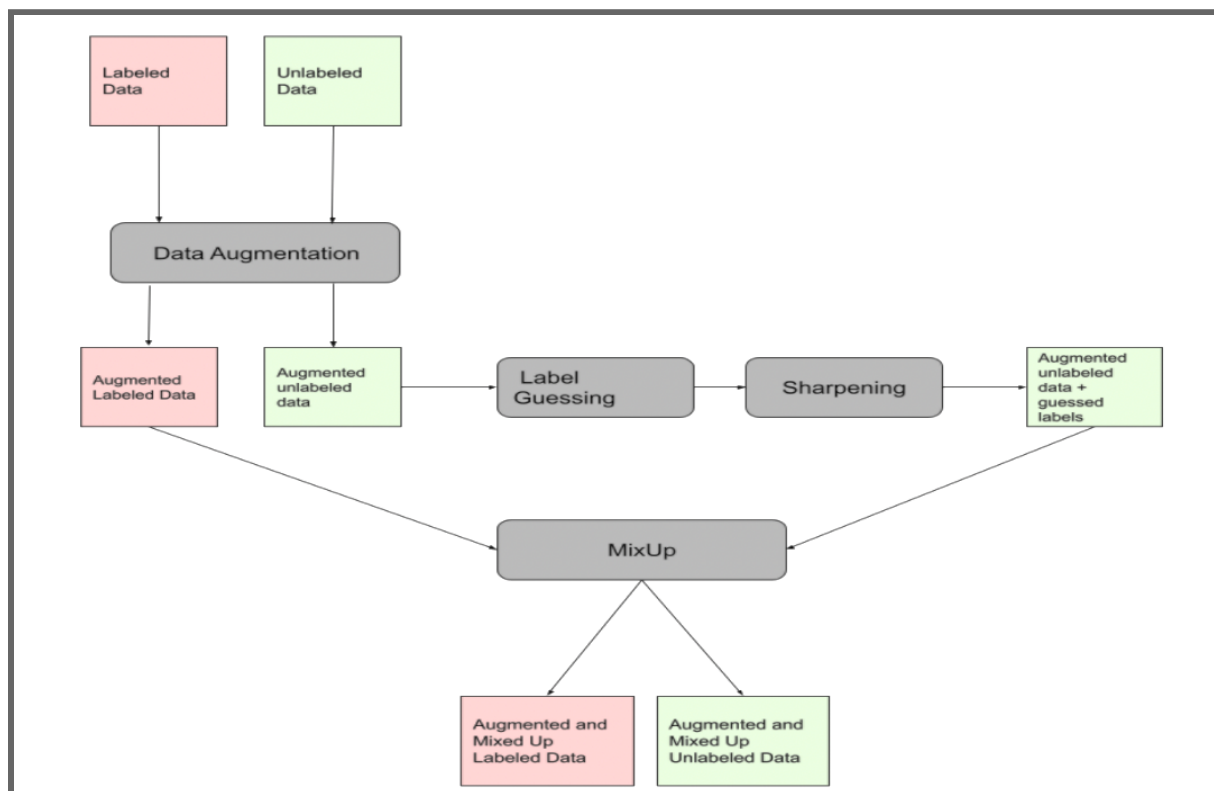 Labeled
Data
Unlabeled
Data
Data Augmentation
Augmented
Labeled Data
Augmented
unlabeled
data
Label
Guessing
Sharpening
Augmented
unlabeled
data +
guessed
labels
MixUp
Augmented and
Mixed Up
Labeled Data
Augmented and
Mixed Up
Unlabeled Data